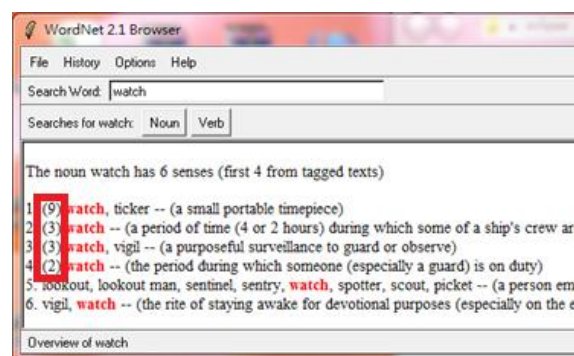 WordNet 2.1 Browser
File History Options Help
Search Word: watch
Searches for watch: Noun Verb
The noun watch has 6 senses (first 4 from tagged texts)
1. (9) watch, ticker -- (a small portable timepiece)
2. (3) watch -- (a period of time (4 or 2 hours) during which some of a ship's crew ar
3. (3) watch, vigil -- (a purposeful surveillance to guard or observe)
4. (2) watch -- (the period during which someone (especially a guard) is on duty)
5. lookout, lookout man, sentinel, sentry, watch, spotter, scout, picket -- (a person em
6. vigil, watch -- (the rite of staying awake for devotional purposes (especially on the e
Overview of watch